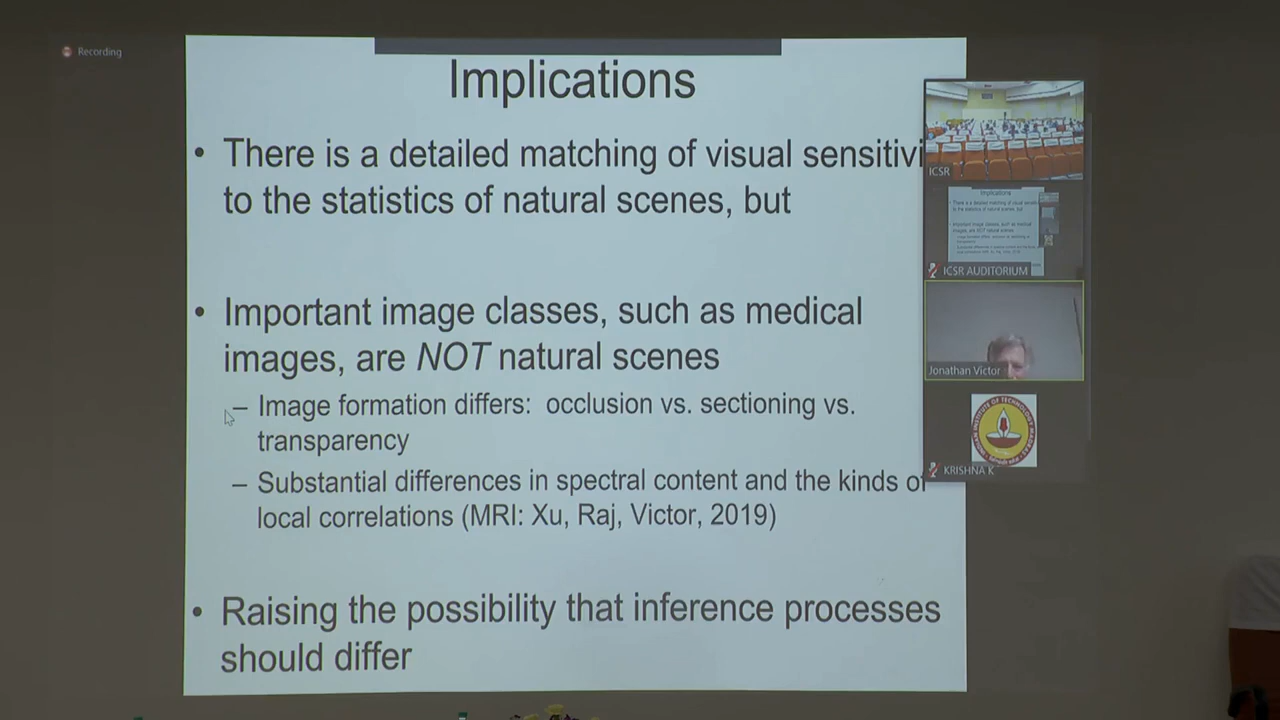 Recording
Implications
• There is a detailed matching of visual sensitivi
to the statistics of natural scenes, but
• Important image classes, such as medical
images, are NOT natural scenes
– Image formation differs: occlusion vs. sectioning vs.
transparency
– Substantial differences in spectral content and the kinds of
local correlations (MRI: Xu, Raj, Victor, 2019)
• Raising the possibility that inference processes
should differ
ICSR
Implications
ICSR AUDITORIUM
Jonathan Victor
KRISHNA K